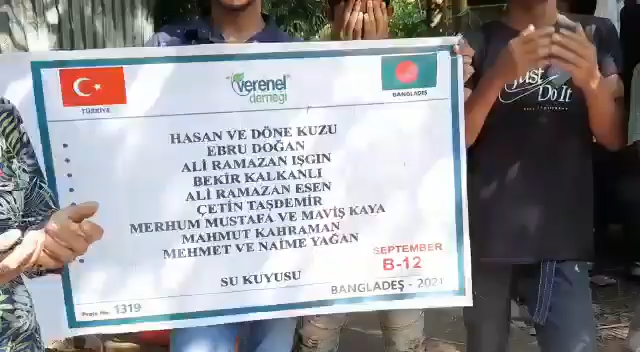 verenel
derneği
TÜRKİYE
BANGLADEŞ
HASAN VE DÖNE KUZU
EBRU DOĞAN
ALİ RAMAZAN IŞGIN
BEKİR KALKANLI
ALİ RAMAZAN ESEN
ÇETİN TAŞDEMİR
MERHUM MUSTAFA VE MAVİŞ KAYA
MAHMUT KAHRAMAN
MEHMET VE NAİME YAĞAN
SEPTEMBER
B-12
SU KUYUSU
Proje No. 1319
BANGLADEŞ - 2021
Just
Do It